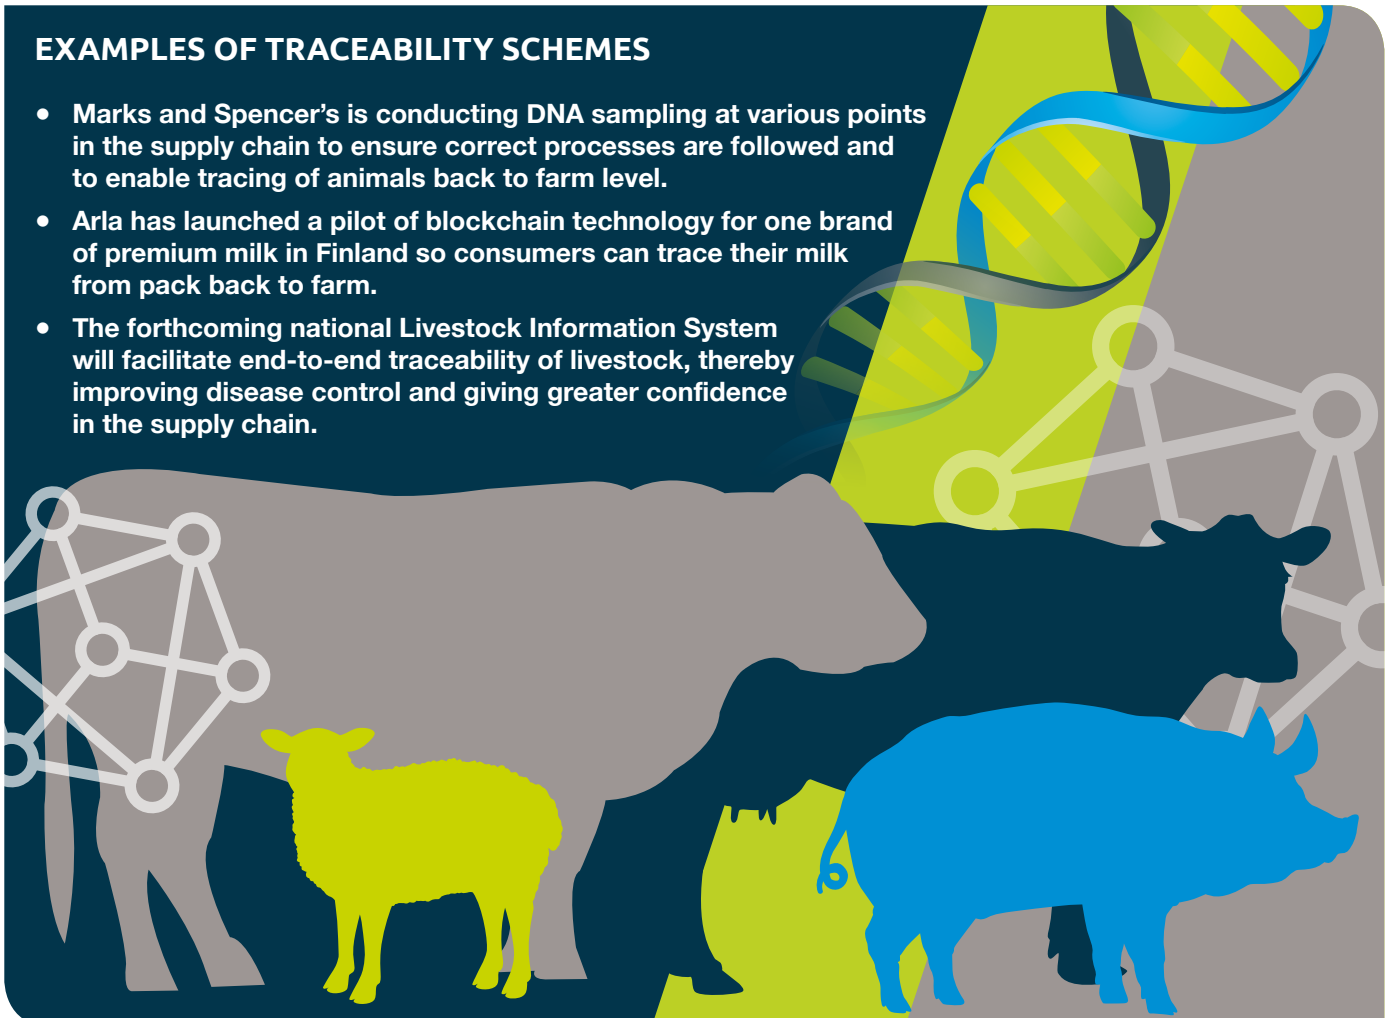 EXAMPLES OF TRACEABILITY SCHEMES
• Marks and Spencer’s is conducting DNA sampling at various points
in the supply chain to ensure correct processes are followed and
to enable tracing of animals back to farm level.
• Arla has launched a pilot of blockchain technology for one brand
of premium milk in Finland so consumers can trace their milk
from pack back to farm.
• The forthcoming national Livestock Information System
will facilitate end-to-end traceability of livestock, thereby
improving disease control and giving greater confidence
in the supply chain.